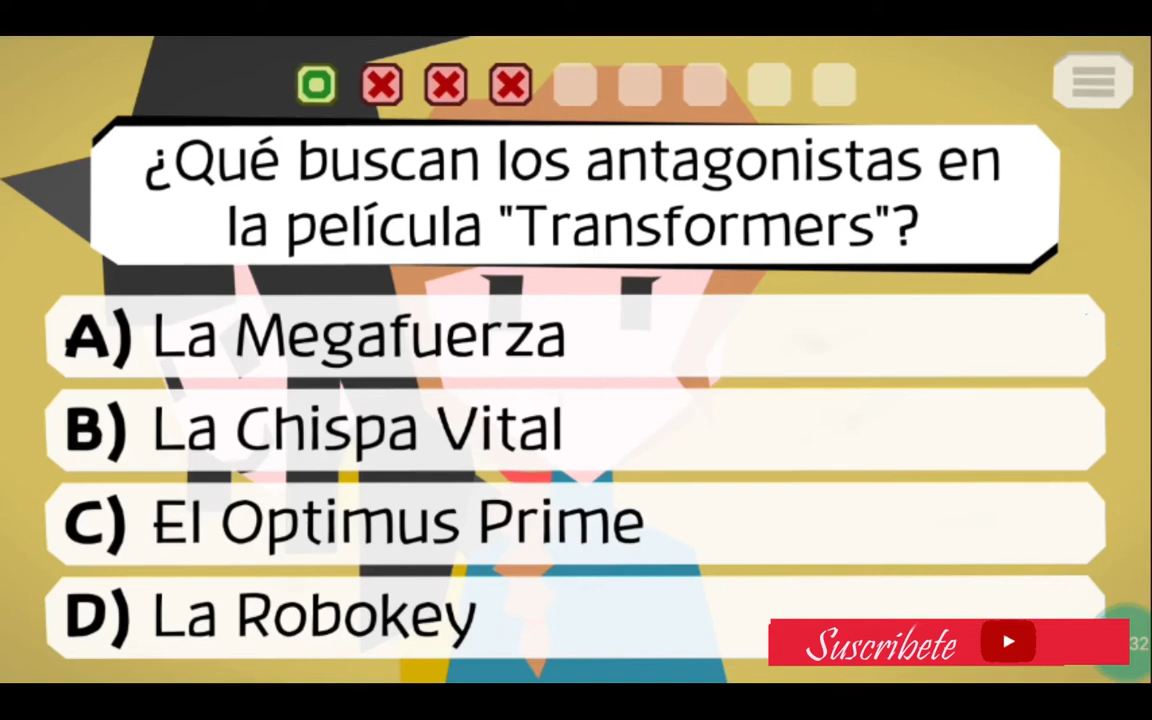 ¿Qué buscan los antagonistas en
la película "Transformers"?
A) La Megafuerza
B) La Chispa Vital
C) El Optimus Prime
D) La Robokey
Suscríbete
32